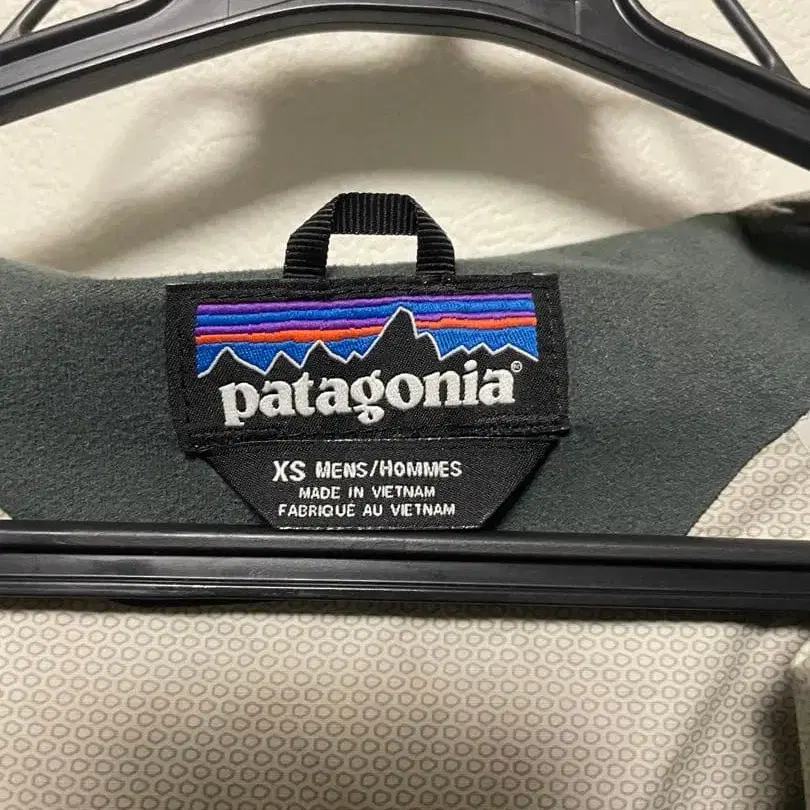 patagonia®
XS MENS/HOMMES
MADE IN VIETNAM
FABRIQUÉ AU VIETNAM